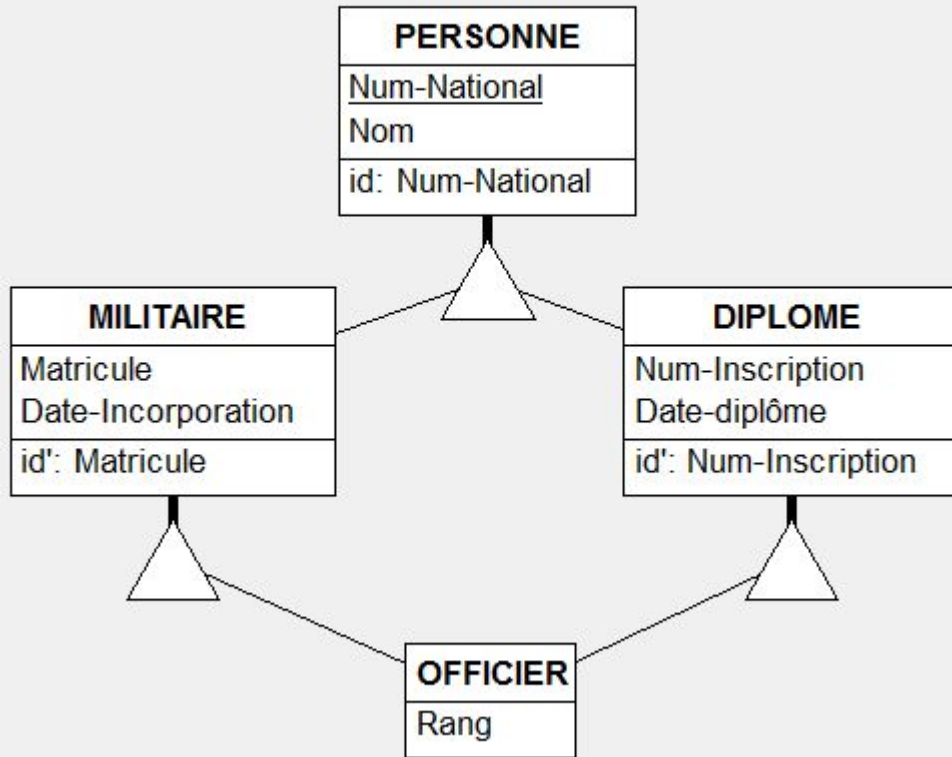 PERSONNE
Num-National
Nom
id: Num-National
MILITAIRE
Matricule
Date-Incorporation
id': Matricule
DIPLOME
Num-Inscription
Date-diplôme
id': Num-Inscription
OFFICIER
Rang